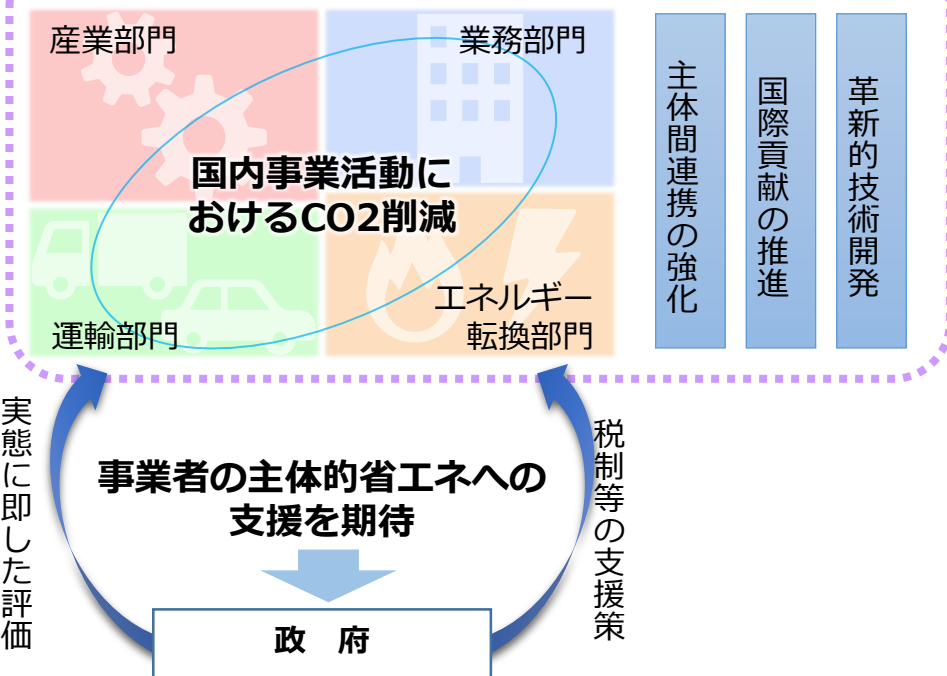 産業部門
業務部門
国内事業活動に
おけるCO2削減
運輸部門
エネルギー
転換部門
主体間連携の強化
国際貢献の推進
革新的技術開発
実態に即した評価
事業者の主体的省エネへの
支援を期待
税制等の支援策
政　府